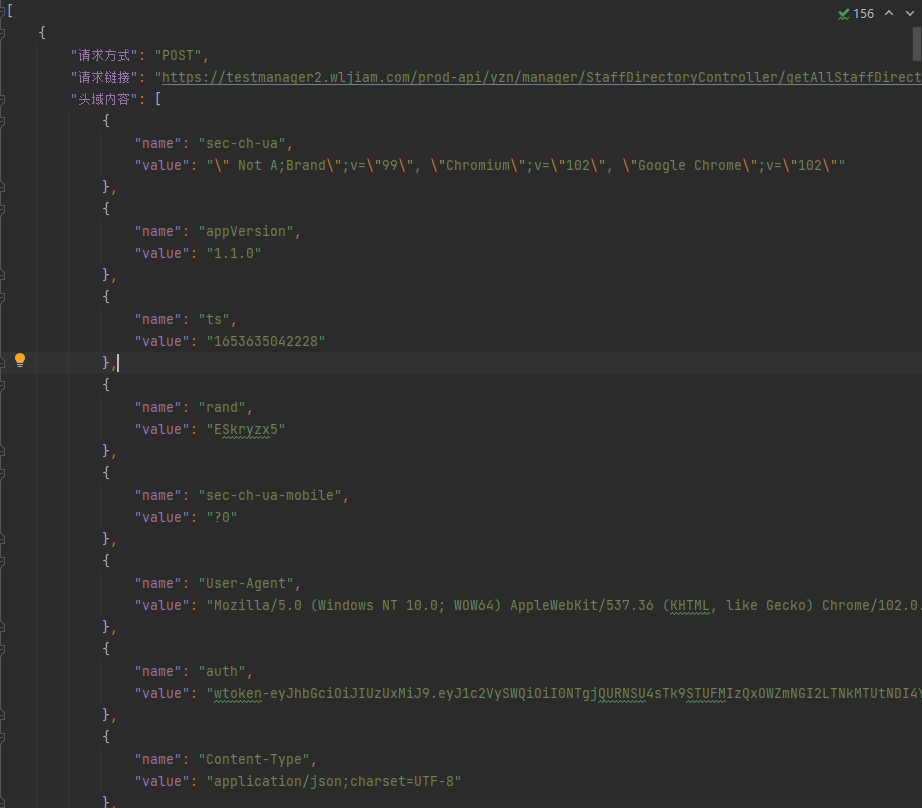 [
156
{
"请求方式": "POST",
"请求链接": "https://testmanager2.wljiam.com/prod-api/yzn/manager/StaffDirectoryController/getAllStaffDirect
"头域内容": [
{
"name": "sec-ch-ua",
"value": "\" Not A;Brand\";v=\"99\", \"Chromium\";v=\"102\", \"Google Chrome\";v=\"102\""
},
{
"name": "appVersion",
"value": "1.1.0"
},
{
"name": "ts",
"value": "1653635042228"
},
{
"name": "rand",
"value": "ESkryzx5"
},
{
"name": "sec-ch-ua-mobile",
"value": "?0"
},
{
"name": "User-Agent",
"value": "Mozilla/5.0 (Windows NT 10.0; WOW64) AppleWebKit/537.36 (KHTML, like Gecko) Chrome/102.0.
},
{
"name": "auth",
"value": "wtoken-eyJhbGciOiJIUzUxMiJ9.eyJ1c2VySWQiOiI0NTgjQURNSU4sTk9STUFMIzQxOWZmNGI2LTNkMTUtNDI4Y
},
{
"name": "Content-Type",
"value": "application/json;charset=UTF-8"
},